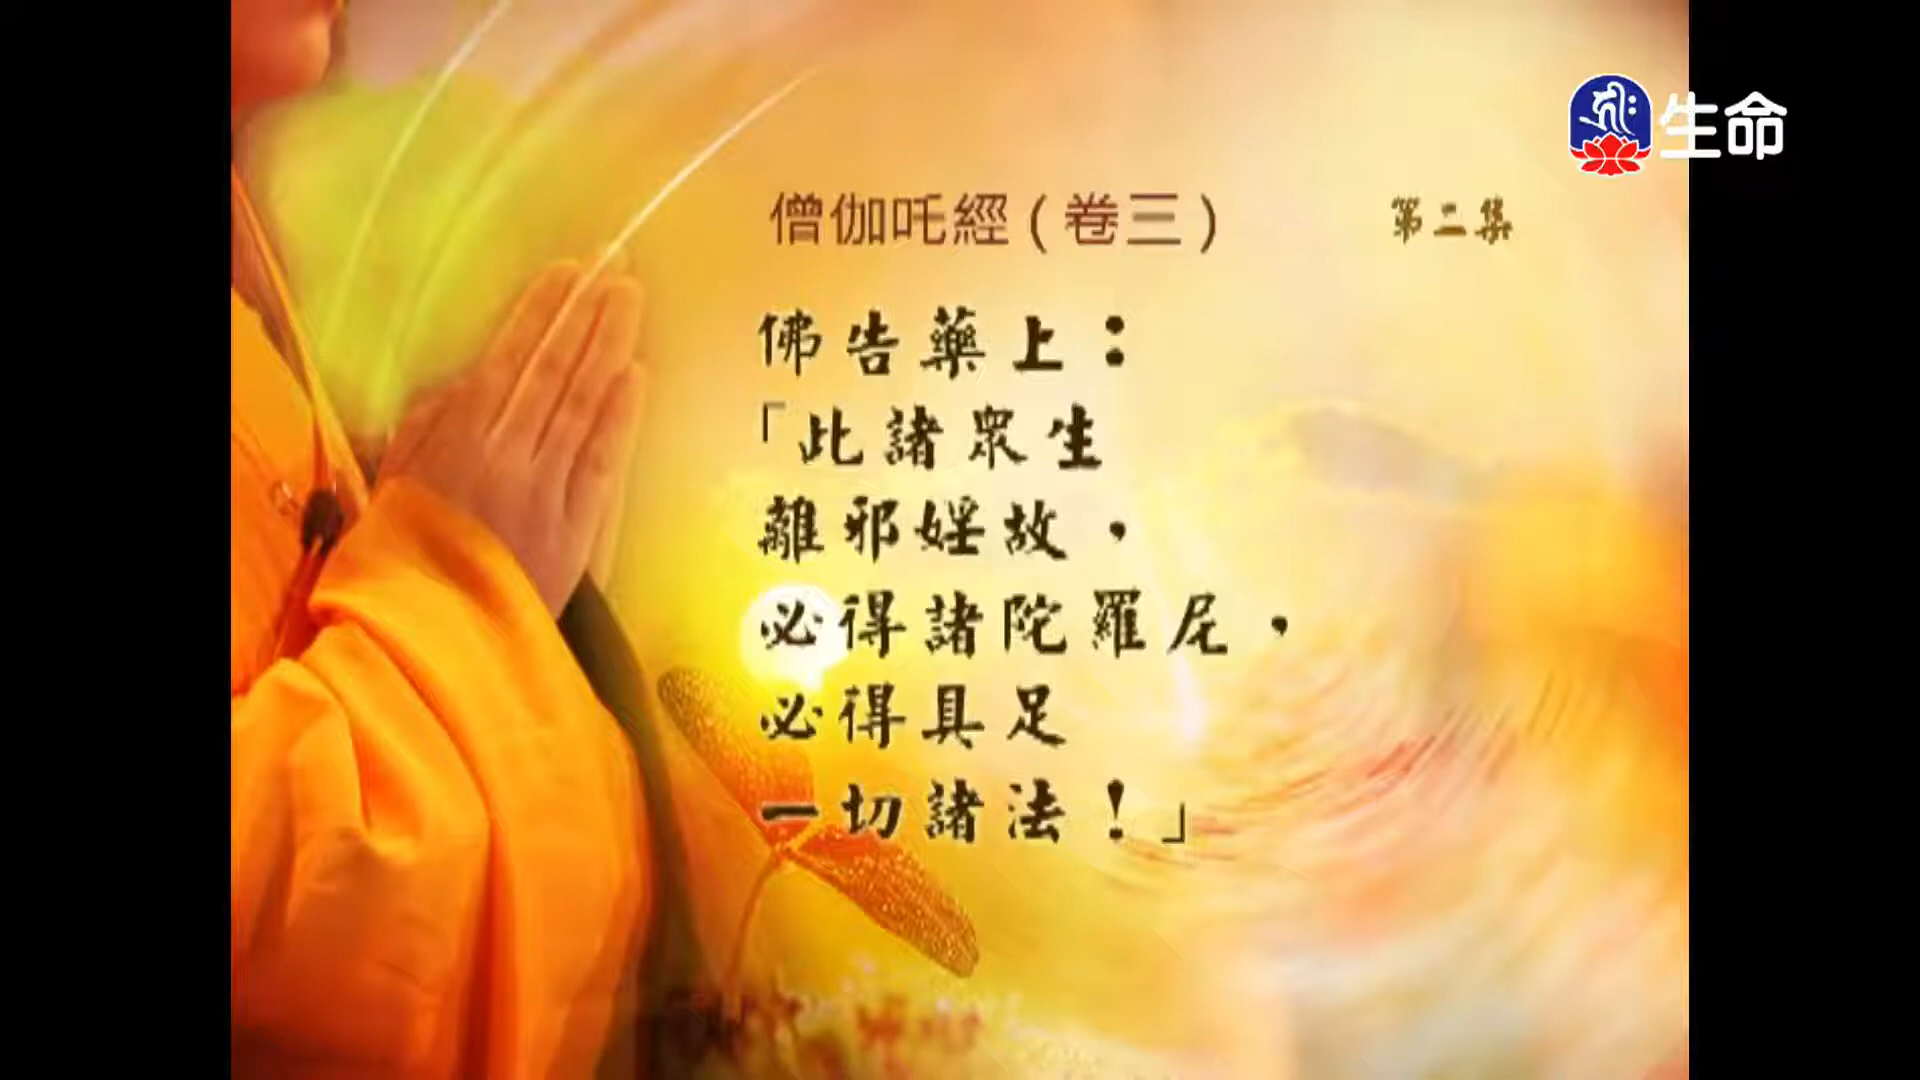 生命
僧伽吒經(卷三) 第二集
佛告藥上：
「此諸眾生
離邪婬故，
必得諸陀羅尼，
必得具足
一切諸法！」